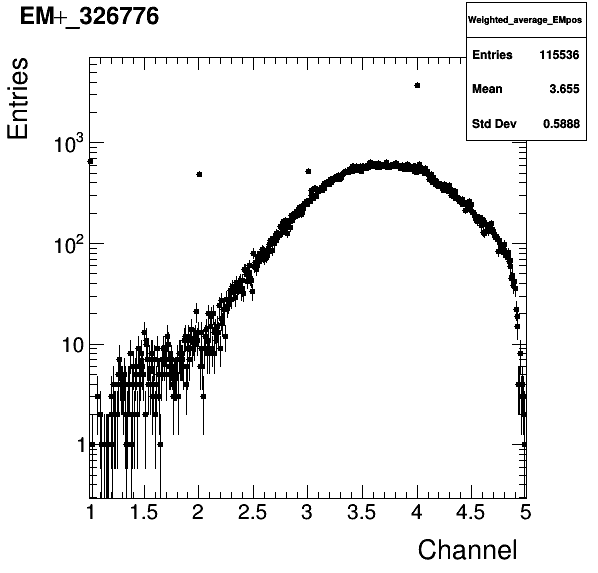 EM+_326776
Weighted_average_EMpos
Entries 115536
Mean 3.655
Std Dev 0.5888
Entries
10³
10²
10
1
1 1.5 2 2.5 3 3.5 4 4.5 5
Channel